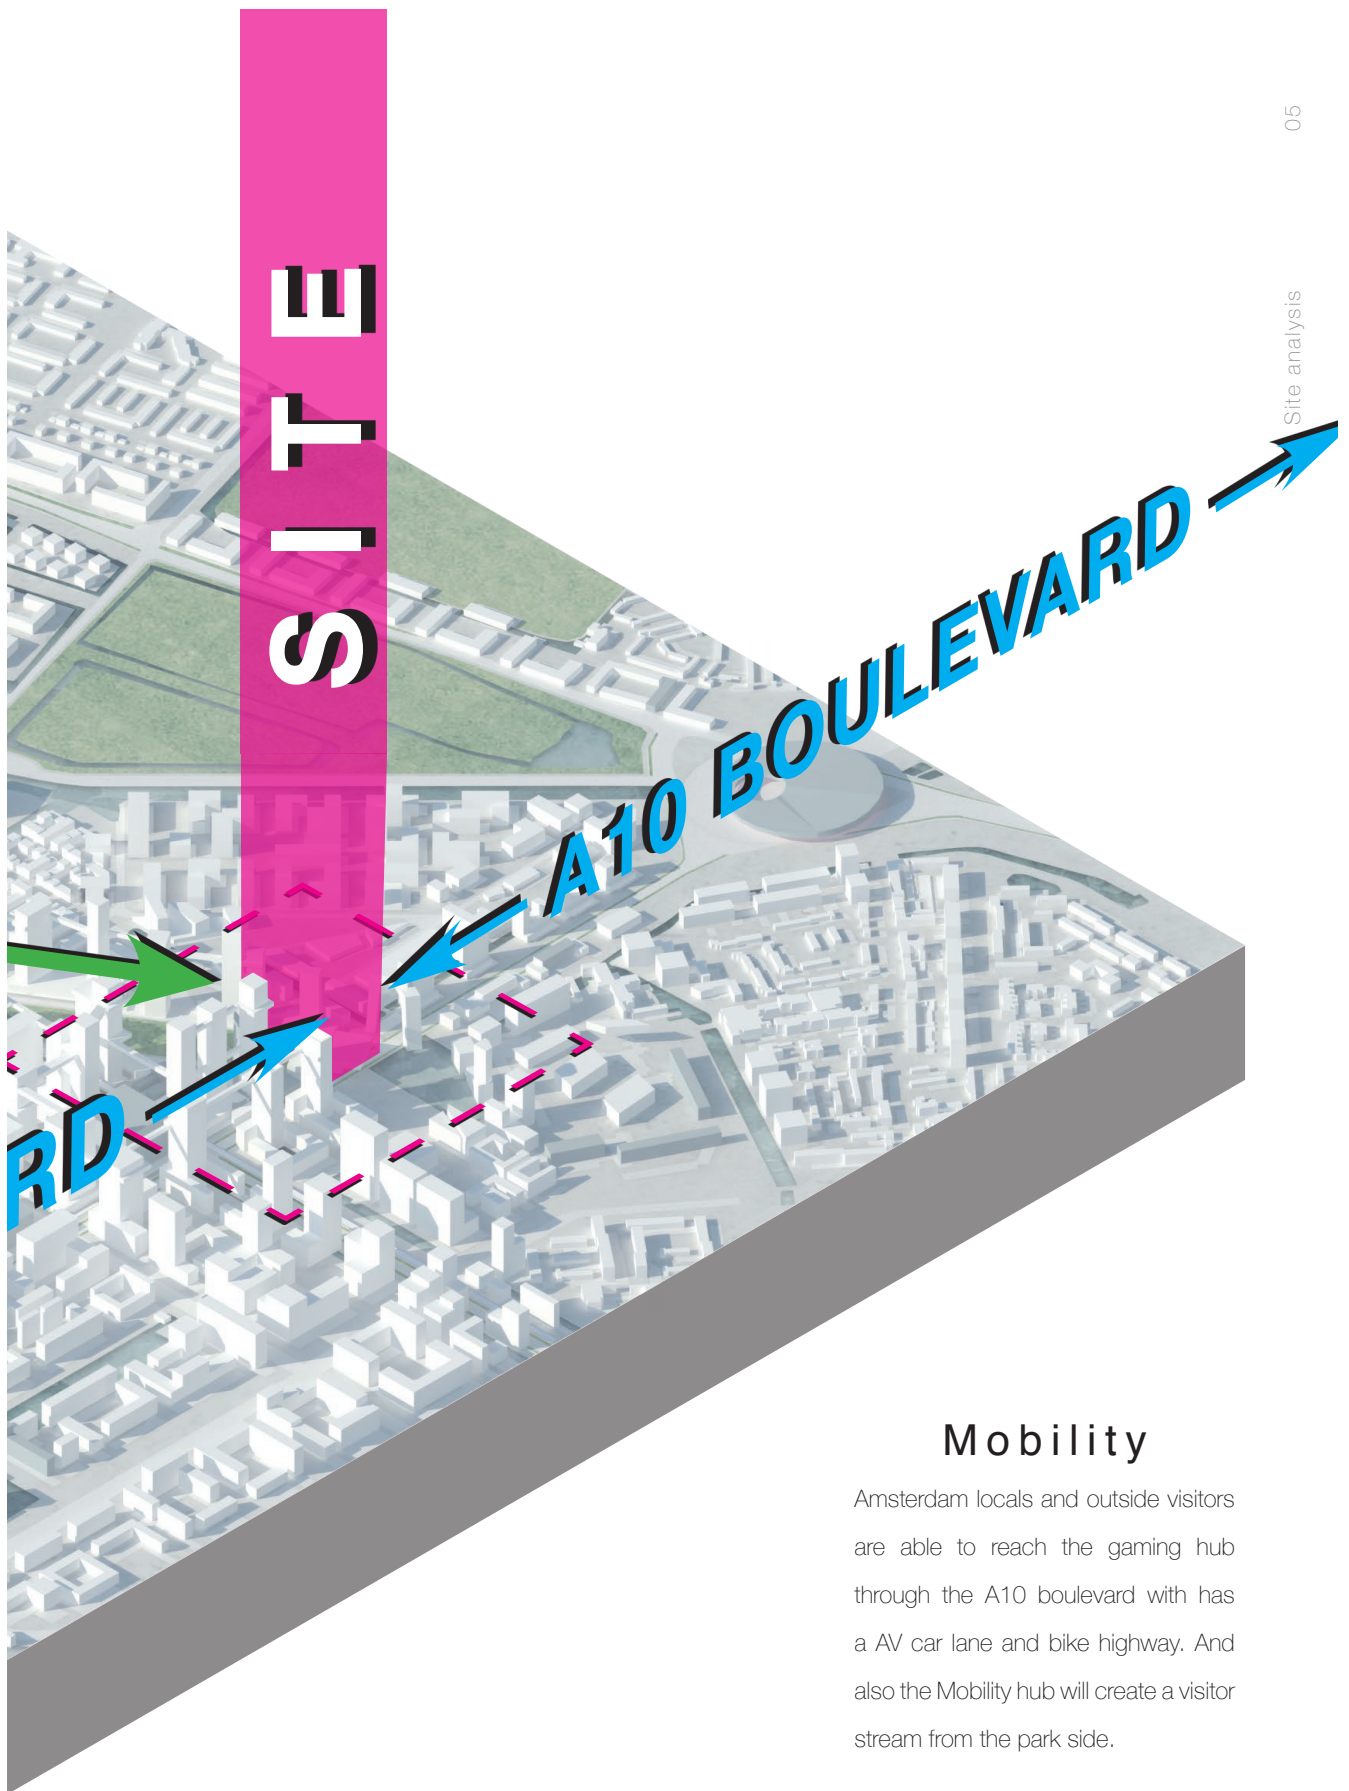 05
Site analysis
SITE
A10 BOULEVARD
RD
Mobility
Amsterdam locals and outside visitors
are able to reach the gaming hub
through the A10 boulevard with has
a AV car lane and bike highway. And
also the Mobility hub will create a visitor
stream from the park side.